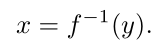 x = f⁻¹(y).